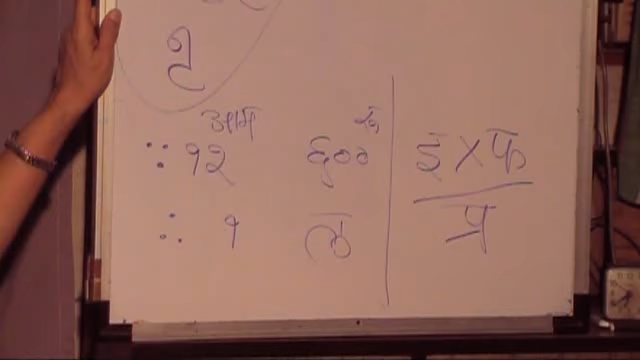 नृ
आम रु
∵ १२ ६००
∴ १ ल
इं × फ
प्र